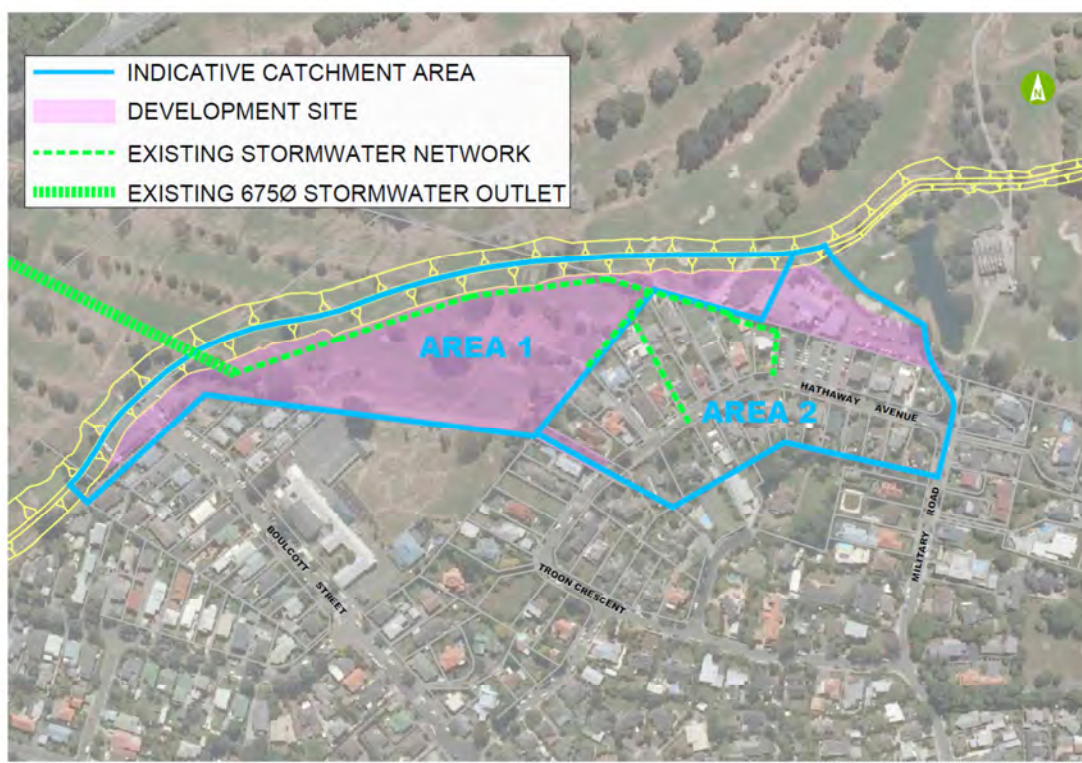 INDICATIVE CATCHMENT AREA
DEVELOPMENT SITE
EXISTING STORMWATER NETWORK
EXISTING 675Ø STORMWATER OUTLET
N
AREA 1
AREA 2
HATHAWAY AVENUE
MILITARY ROAD
BOULCOTT STREET
TROON CRESCENT